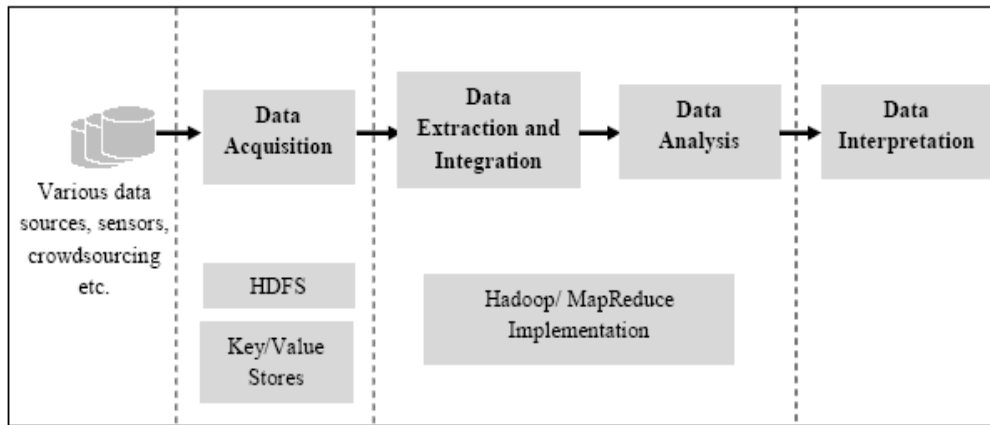 Various data
sources, sensors,
crowdsourcing
etc.
Data
Acquisition
HDFS
Key/Value
Stores
Data
Extraction and
Integration
Data
Analysis
Hadoop/ MapReduce
Implementation
Data
Interpretation